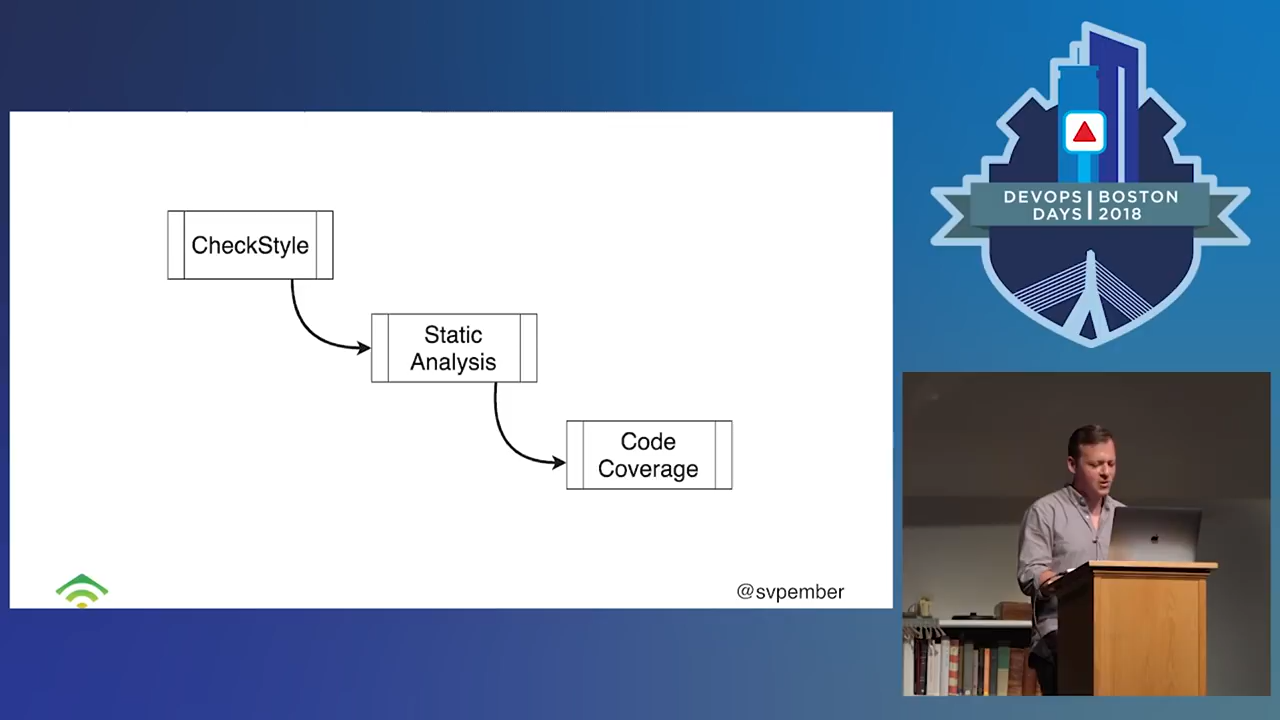 CheckStyle
Static
Analysis
Code
Coverage
@svpember
DEVOPS BOSTON
DAYS 2018